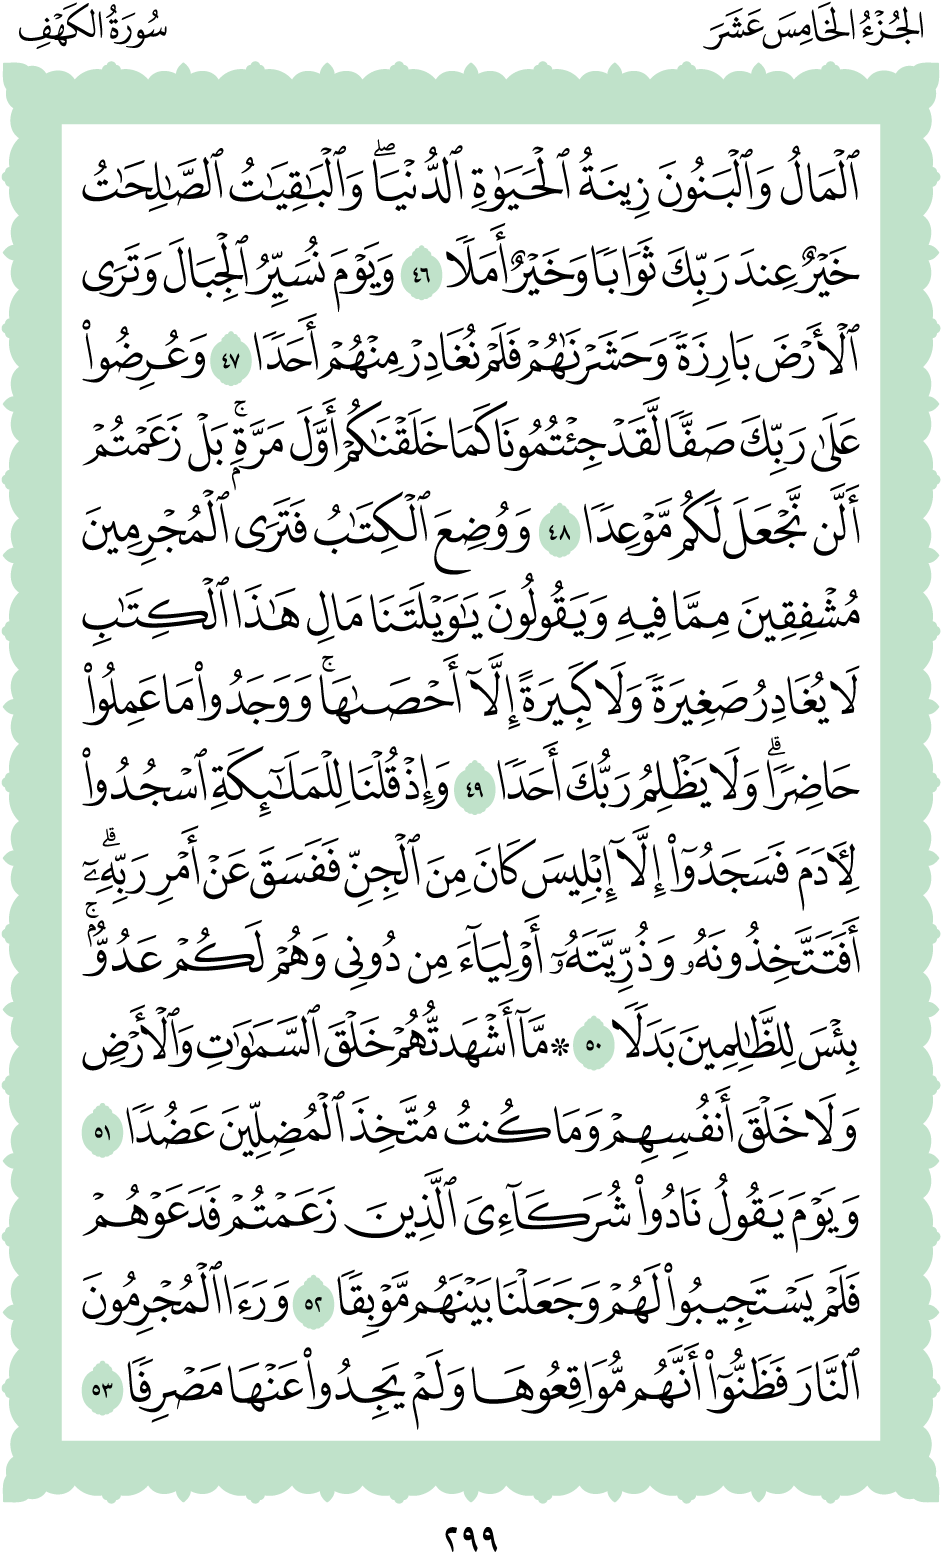 الجُزْءُ الخَامِسَ عَشَرَ
سُورَةُ الكَهْفِ
ٱلْمَالُ وَٱلْبَنُونَ زِينَةُ ٱلْحَيَوٰةِ ٱلدُّنْيَاۖ وَٱلْبَٰقِيَٰتُ ٱلصَّٰلِحَٰتُ
خَيْرٌ عِندَ رَبِّكَ ثَوَابًا وَخَيْرٌ أَمَلًا ٤٦ وَيَوْمَ نُسَيِّرُ ٱلْجِبَالَ وَتَرَى
ٱلْأَرْضَ بَارِزَةً وَحَشَرْنَٰهُمْ فَلَمْ نُغَادِرْ مِنْهُمْ أَحَدًا ٤٧ وَعُرِضُوا۟
عَلَىٰ رَبِّكَ صَفًّا لَّقَدْ جِئْتُمُونَا كَمَا خَلَقْنَٰكُمْ أَوَّلَ مَرَّةٍۭۚ بَلْ زَعَمْتُمْ
أَلَّن نَّجْعَلَ لَكُم مَّوْعِدًا ٤٨ وَوُضِعَ ٱلْكِتَٰبُ فَتَرَى ٱلْمُجْرِمِينَ
مُشْفِقِينَ مِمَّا فِيهِ وَيَقُولُونَ يَٰوَيْلَتَنَا مَالِ هَٰذَا ٱلْكِتَٰبِ
لَا يُغَادِرُ صَغِيرَةً وَلَا كَبِيرَةً إِلَّآ أَحْصَىٰهَاۚ وَوَجَدُوا۟ مَا عَمِلُوا۟
حَاضِرًاۗ وَلَا يَظْلِمُ رَبُّكَ أَحَدًا ٤٩ وَإِذْ قُلْنَا لِلْمَلَٰٓئِكَةِ ٱسْجُدُوا۟
لِءَادَمَ فَسَجَدُوٓا۟ إِلَّآ إِبْلِيسَ كَانَ مِنَ ٱلْجِنِّ فَفَسَقَ عَنْ أَمْرِ رَبِّهِۦٓۗ
أَفَتَتَّخِذُونَهُۥ وَذُرِّيَّتَهُۥٓ أَوْلِيَآءَ مِن دُونِى وَهُمْ لَكُمْ عَدُوٌّۢۚ
بِئْسَ لِلظَّٰلِمِينَ بَدَلًا ٥٠ ۞ مَّآ أَشْهَدتُّهُمْ خَلْقَ ٱلسَّمَٰوَٰتِ وَٱلْأَرْضِ
وَلَا خَلْقَ أَنفُسِهِمْ وَمَا كُنتُ مُتَّخِذَ ٱلْمُضِلِّينَ عَضُدًا ٥١
وَيَوْمَ يَقُولُ نَادُوا۟ شُرَكَآءِىَ ٱلَّذِينَ زَعَمْتُمْ فَدَعَوْهُمْ
فَلَمْ يَسْتَجِيبُوا۟ لَهُمْ وَجَعَلْنَا بَيْنَهُم مَّوْبِقًا ٥٢ وَرَءَا ٱلْمُجْرِمُونَ
ٱلنَّارَ فَظَنُّوٓا۟ أَنَّهُم مُّوَاقِعُوهَا وَلَمْ يَجِدُوا۟ عَنْهَا مَصْرِفًا ٥٣
٢٩٩